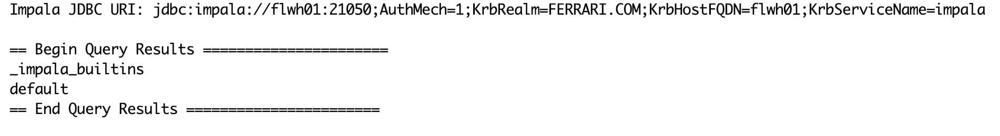 Impala JDBC URI: jdbc:impala://flwh01:21050;AuthMech=1;KrbRealm=FERRARI.COM;KrbHostFQDN=flwh01;KrbServiceName=impala
== Begin Query Results ======================
_impala_builtins
default
== End Query Results =======================